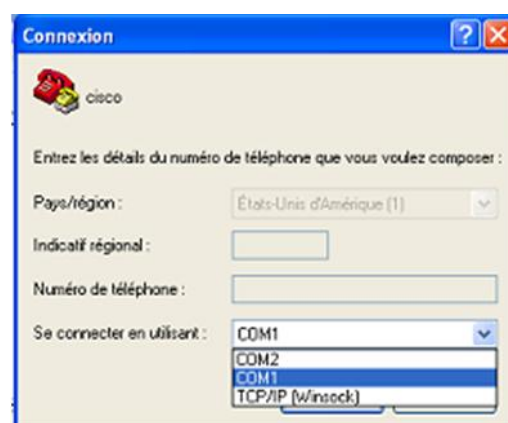 Connexion
cisco
Entrez les détails du numéro de téléphone que vous voulez composer :
Pays/région : États-Unis d'Amérique (1)
Indicatif régional :
Numéro de téléphone :
Se connecter en utilisant : COM1
COM2
COM1
TCP/IP (Winsock)